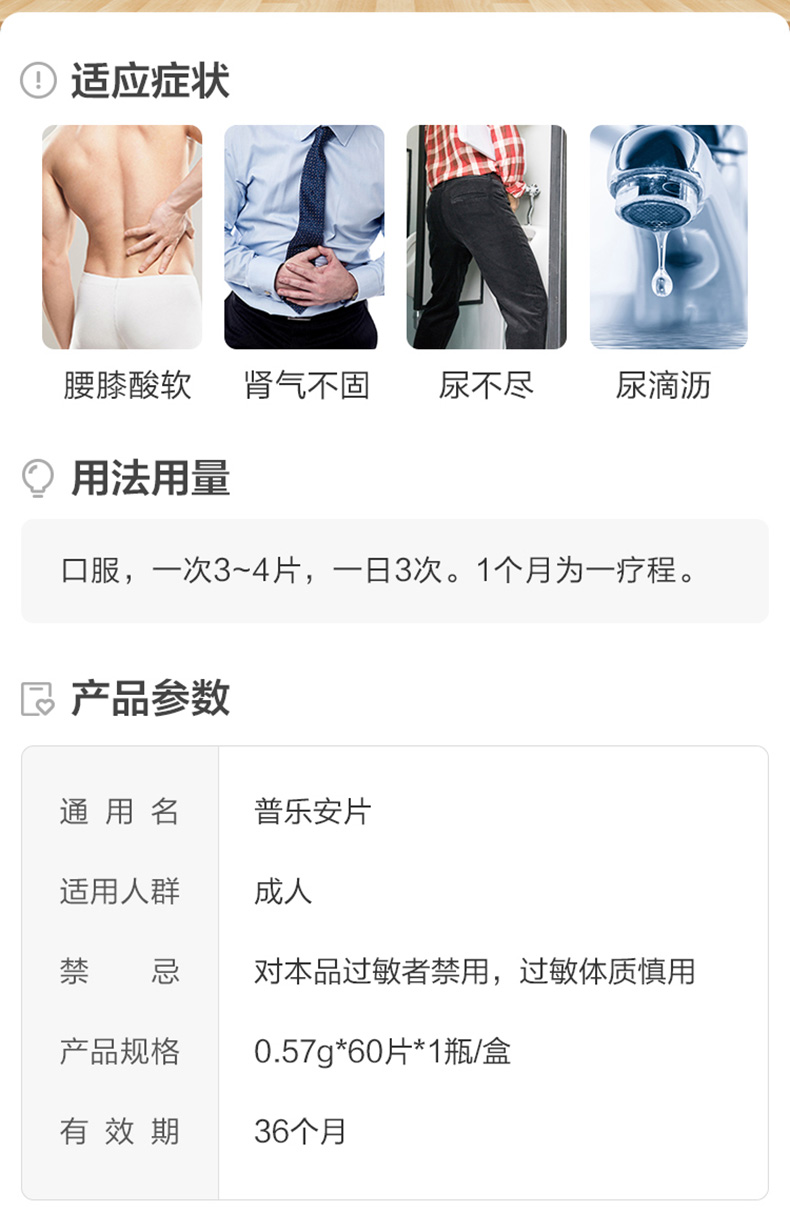 适应症状
腰膝酸软 肾气不固 尿不尽 尿滴沥
用法用量
口服，一次3~4片，一日3次。1个月为一疗程。
产品参数
通用名 普乐安片
适用人群 成人
禁忌 对本品过敏者禁用，过敏体质慎用
产品规格 0.57g*60片*1瓶/盒
有效期 36个月